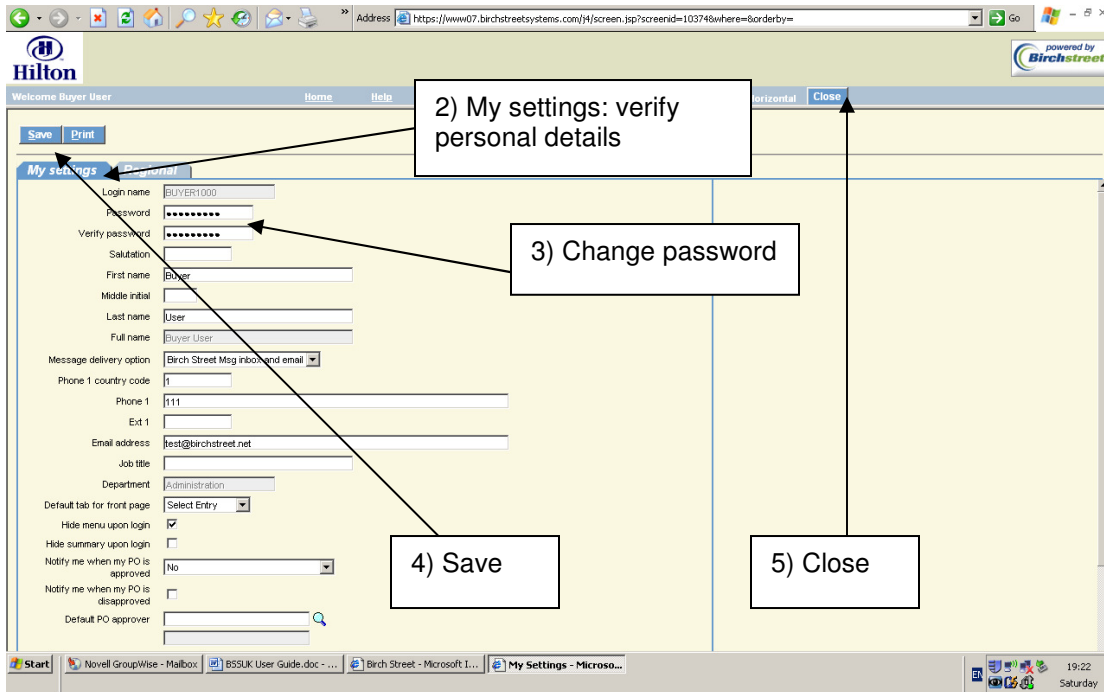 Address https://www07.birchstreetsystems.com/j4/screen.jsp?screenid=10374&where=&orderby= Go
Hilton
powered by
Birchstreet
Welcome Buyer User Home Help Horizontal Close
2) My settings: verify
personal details
Save Print
My settings Regional
Login name BUYER1000
Password
Verify password
3) Change password
Salutation
First name Buyer
Middle initial
Last name User
Full name Buyer User
Message delivery option Birch Street Msg inbox and email
Phone 1 country code 1
Phone 1 111
Ext 1
Email address test@birchstreet.net
Job title
Department Administration
Default tab for front page Select Entry
Hide menu upon login
Hide summary upon login
4) Save
5) Close
Notify me when my PO is
approved No
Notify me when my PO is
disapproved
Default PO approver
Start Novell GroupWise - Mailbox BSSUK User Guide.doc - ... Birch Street - Microsoft I... My Settings - Microso... EN 19:22
Saturday